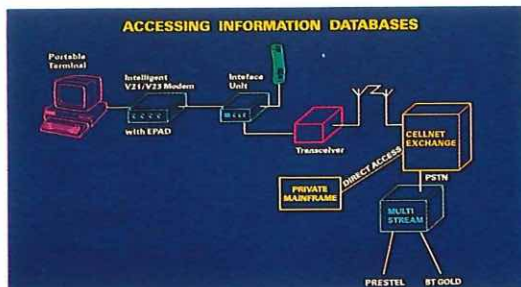 ACCESSING INFORMATION DATABASES
Portable
Terminal
Intelligent
V21/V23 Modem
with EPAD
Inteface
Unit
Transceiver
CELLNET
EXCHANGE
DIRECT ACCESS
PSTN
PRIVATE
MAINFRAME
MULTI
STREAM
PRESTEL
BT GOLD